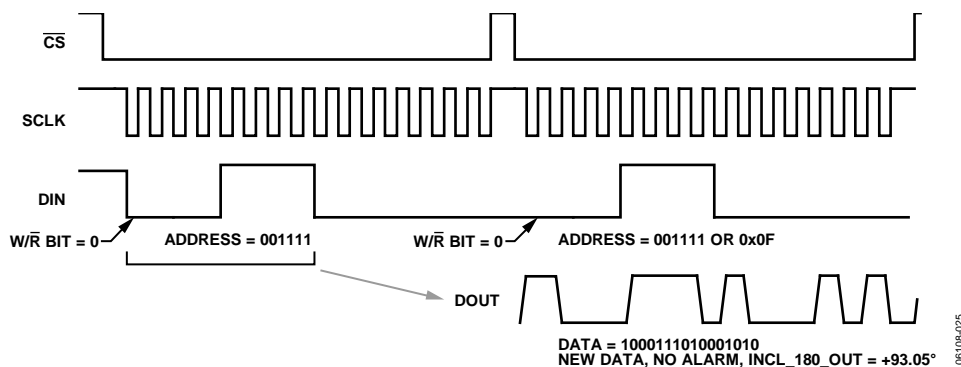 CS
SCLK
DIN
W/R BIT = 0
ADDRESS = 001111
W/R BIT = 0
ADDRESS = 001111 OR 0x0F
DOUT
DATA = 1000111010001010
NEW DATA, NO ALARM, INCL_180_OUT = +93.05°
06108-025